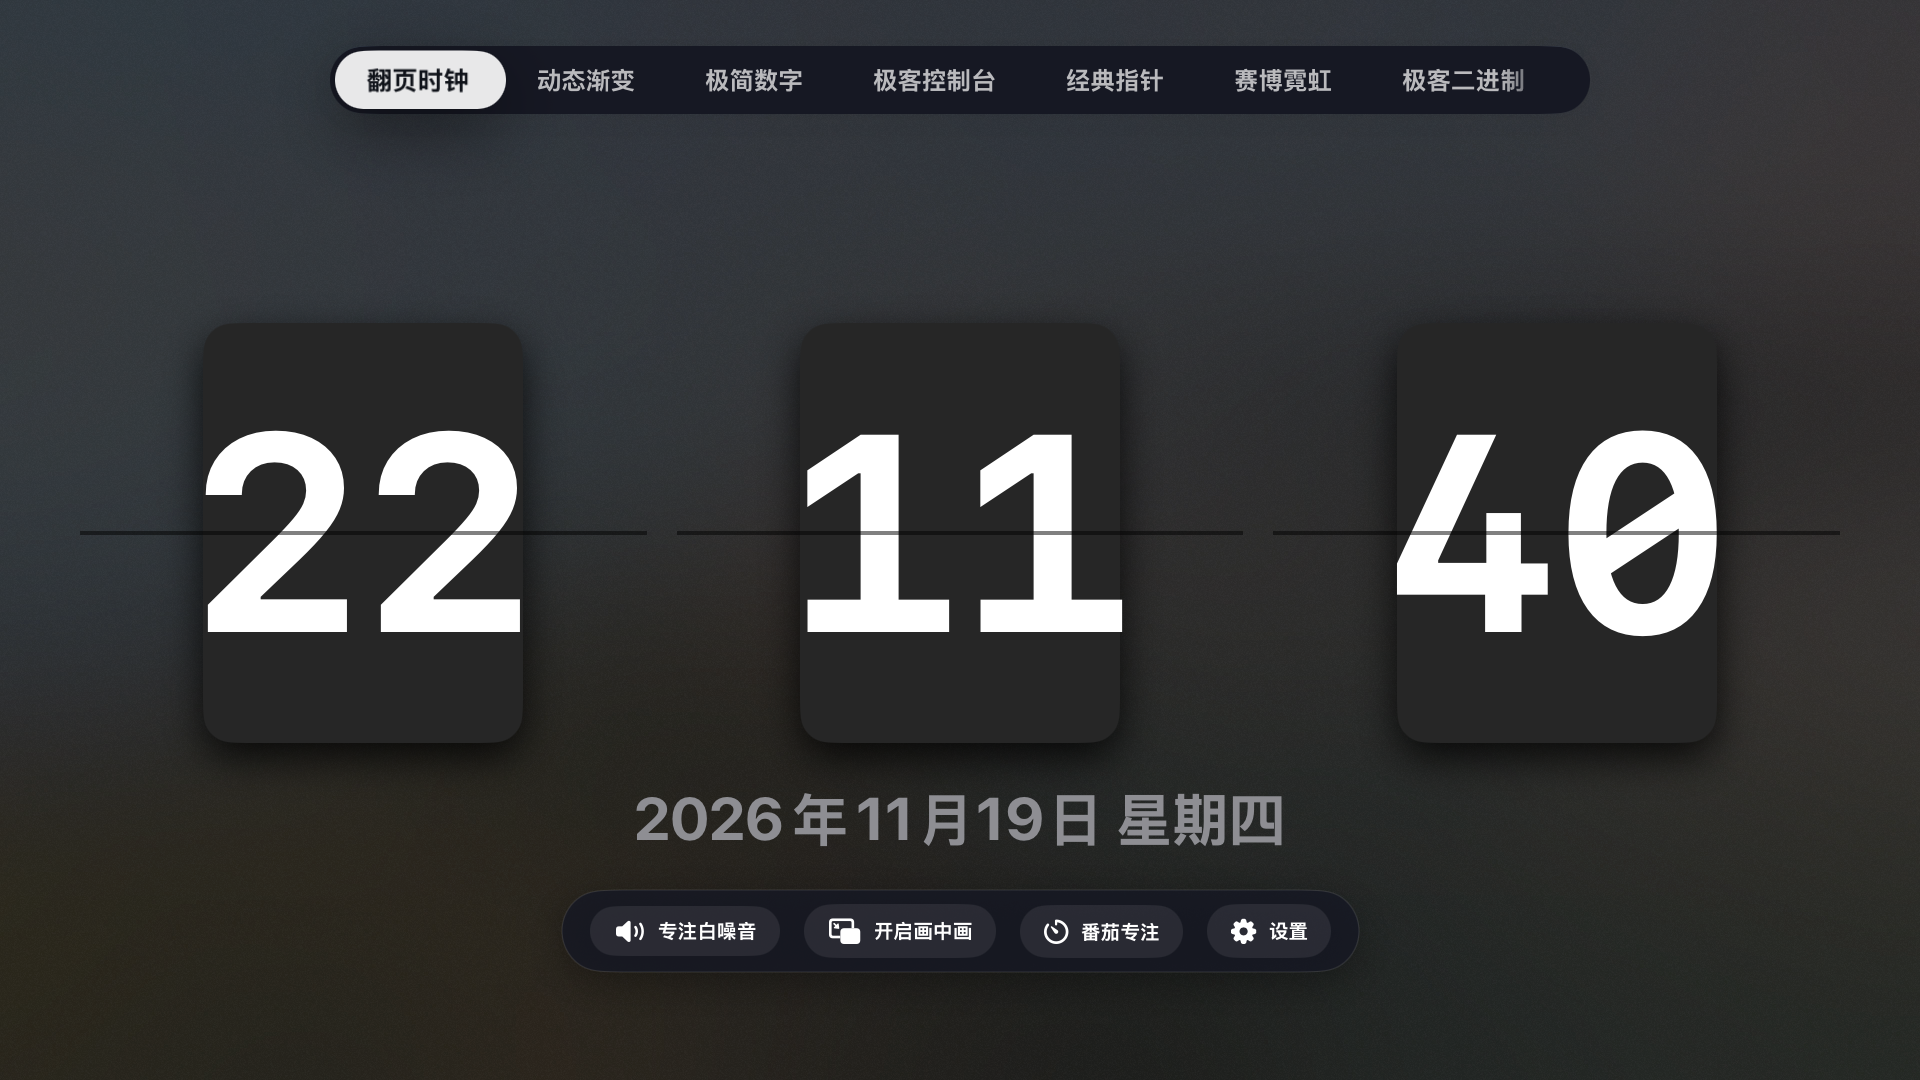 翻页时钟 动态渐变 极简数字 极客控制台 经典指针 赛博霓虹 极客二进制
22 11 40
2026年11月19日 星期四
专注白噪音 开启画中画 番茄专注 设置